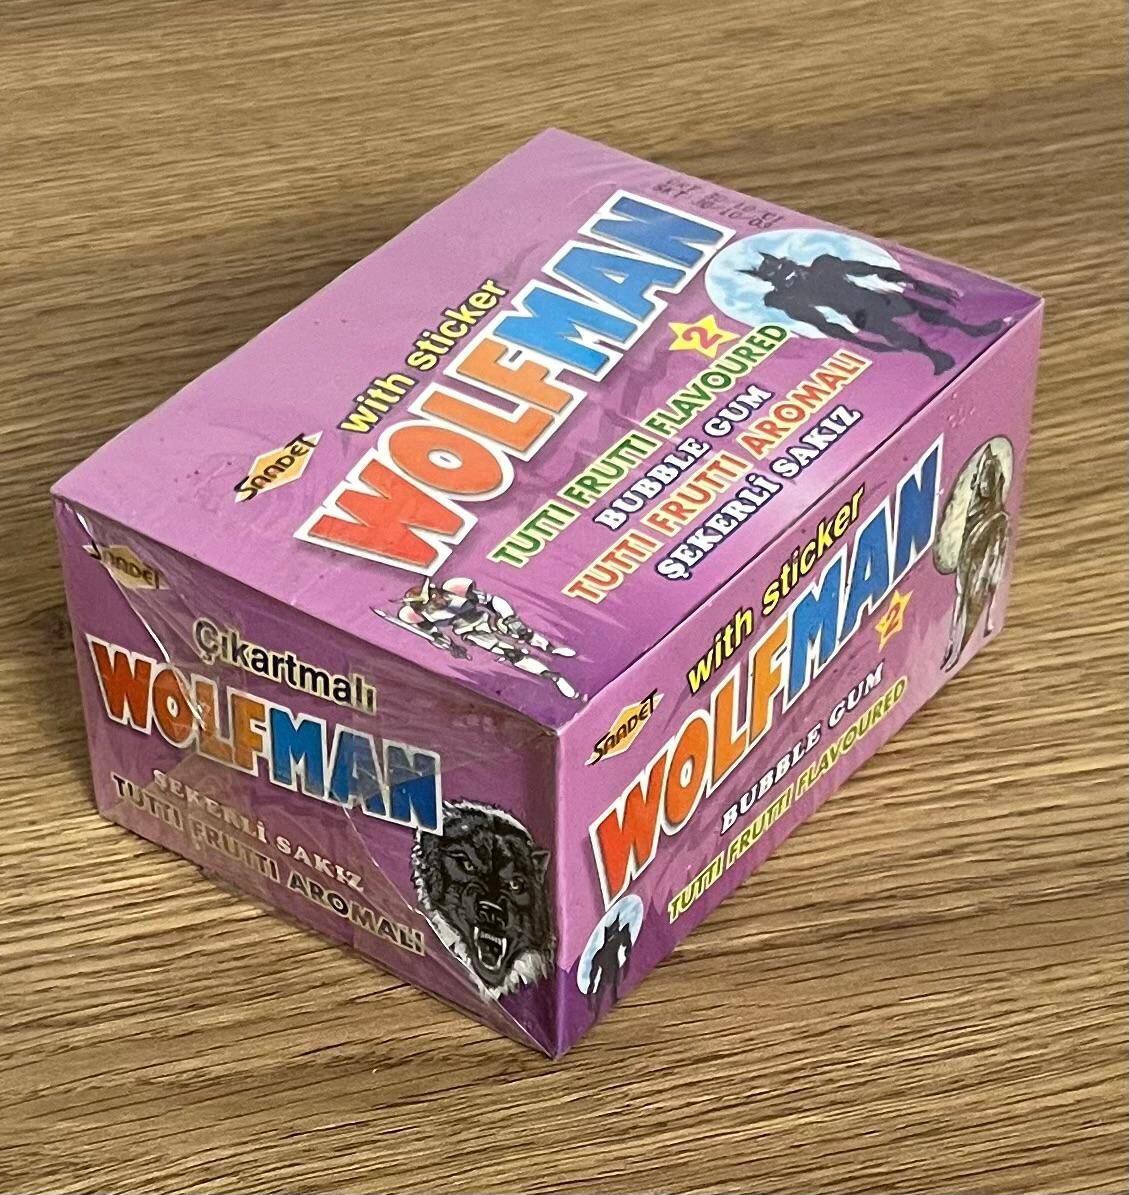 SAADET
with sticker
WOLFMAN
2
TUTTI FRUTTI FLAVOURED
BUBBLE GUM
TUTTI FRUTTI AROMALI
ŞEKERLİ SAKIZ
SAADET
Çıkartmalı
WOLFMAN
ŞEKERLİ SAKIZ
TUTTI FRUTTI AROMALI
SAADET
with sticker
WOLFMAN
2
BUBBLE GUM
TUTTI FRUTTI FLAVOURED